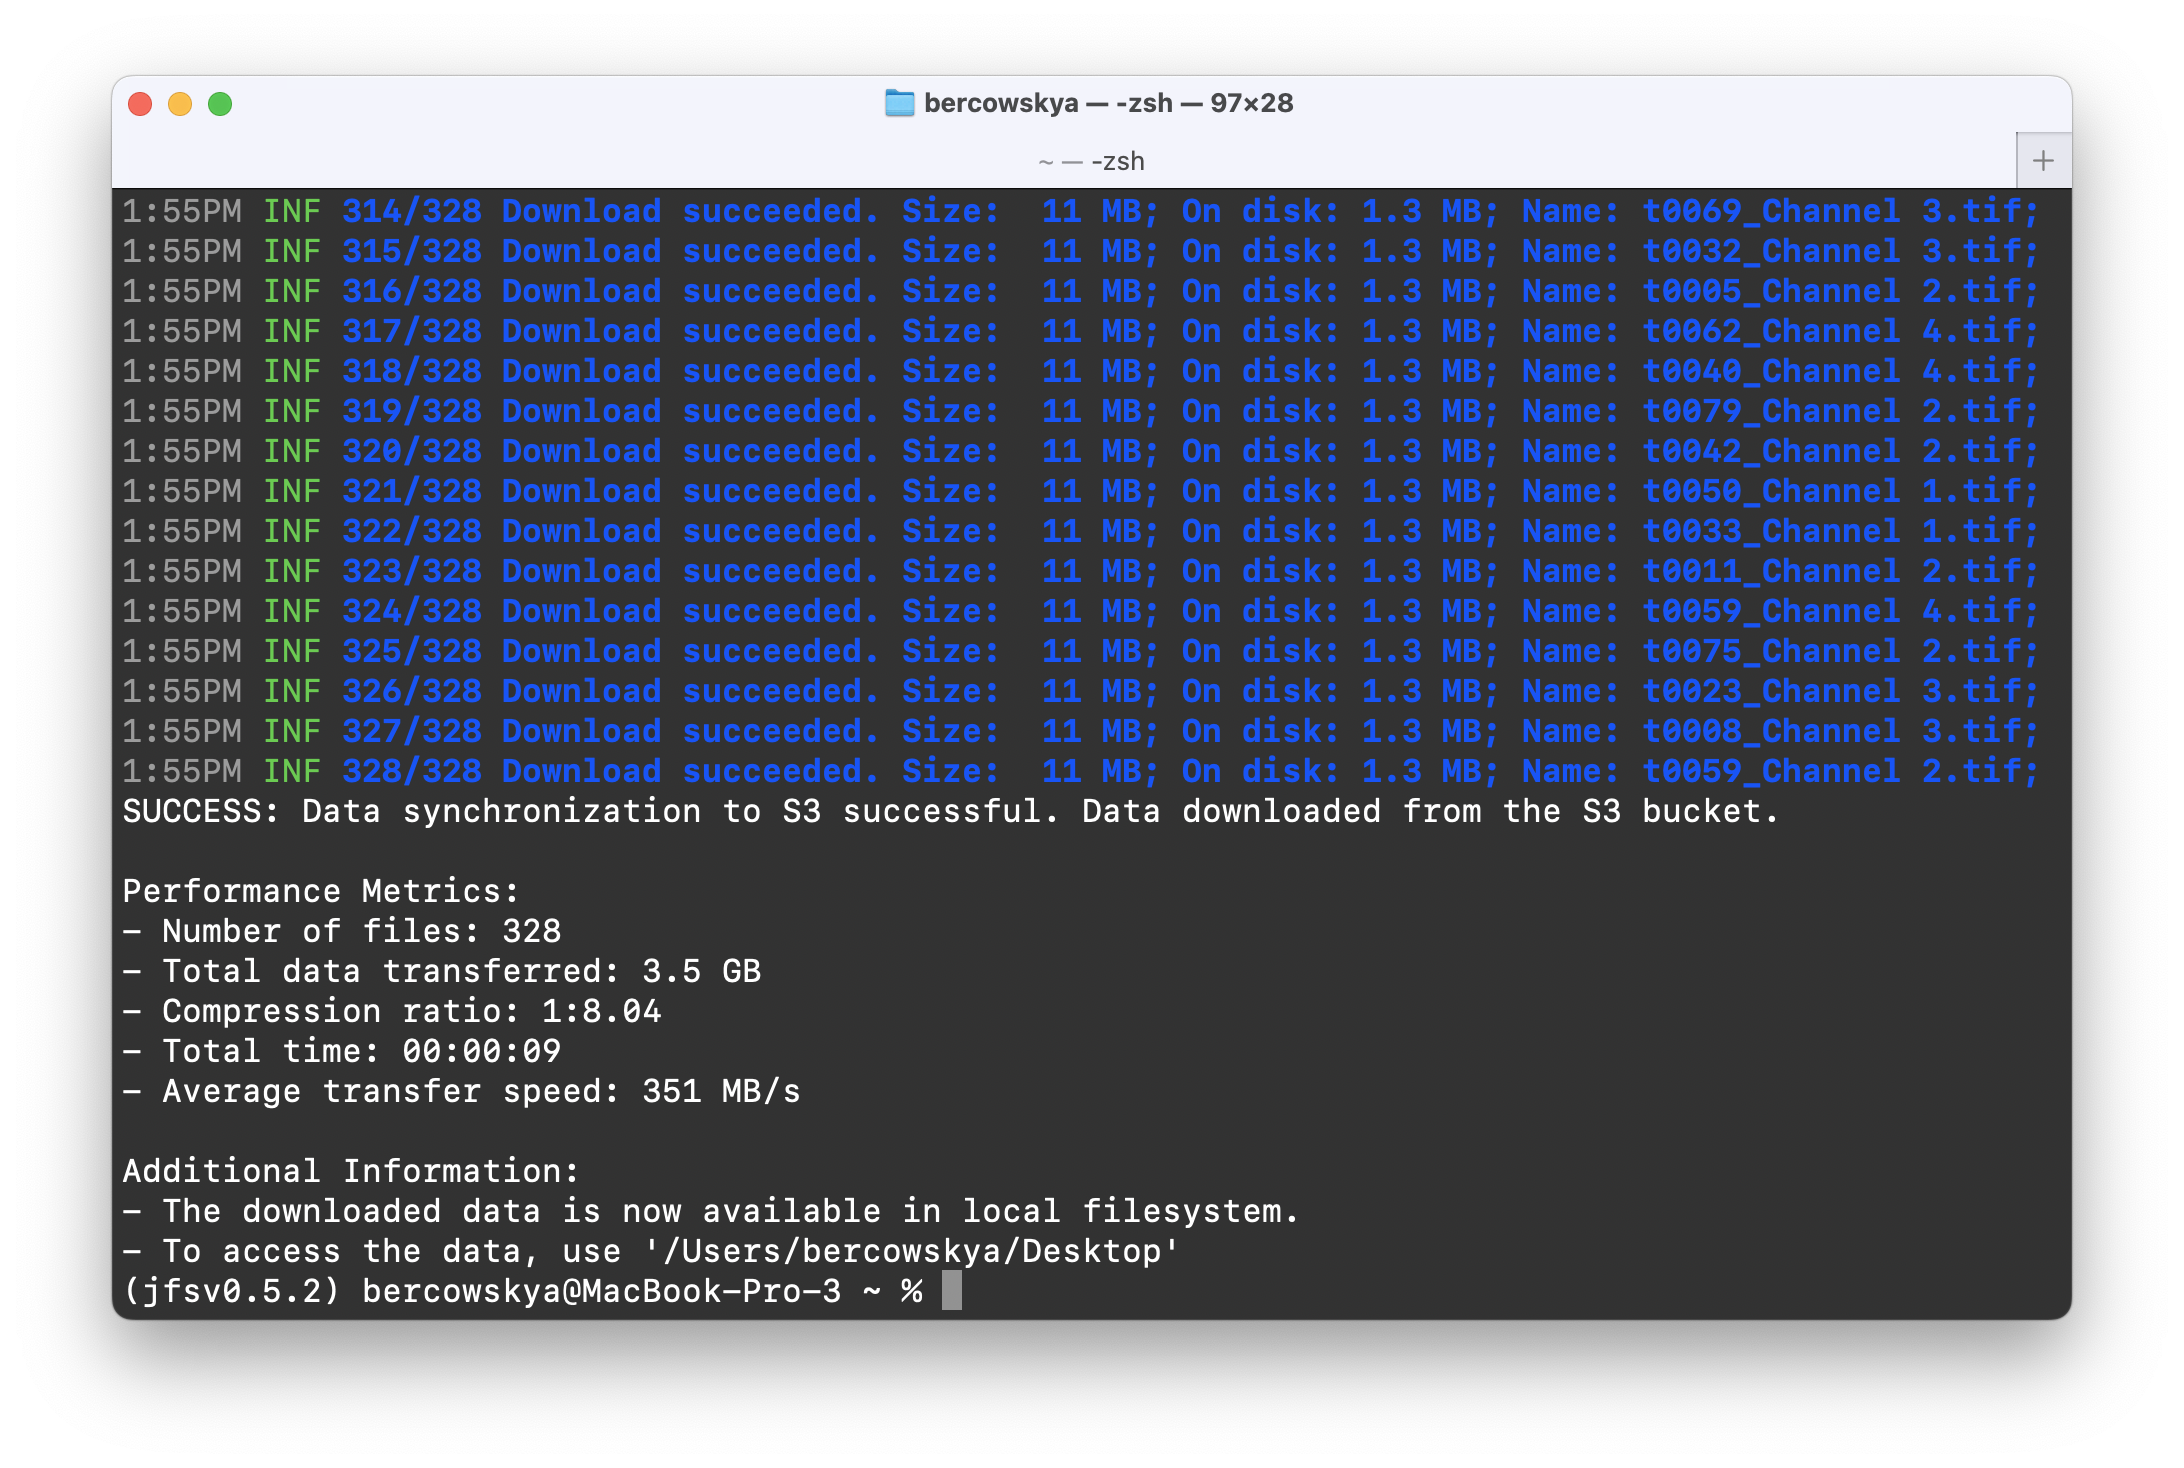 bercowskya — -zsh — 97×28
~ — -zsh
1:55PM INF 314/328 Download succeeded. Size:  11 MB; On disk: 1.3 MB; Name: t0069_Channel 3.tif;
1:55PM INF 315/328 Download succeeded. Size:  11 MB; On disk: 1.3 MB; Name: t0032_Channel 3.tif;
1:55PM INF 316/328 Download succeeded. Size:  11 MB; On disk: 1.3 MB; Name: t0005_Channel 2.tif;
1:55PM INF 317/328 Download succeeded. Size:  11 MB; On disk: 1.3 MB; Name: t0062_Channel 4.tif;
1:55PM INF 318/328 Download succeeded. Size:  11 MB; On disk: 1.3 MB; Name: t0040_Channel 4.tif;
1:55PM INF 319/328 Download succeeded. Size:  11 MB; On disk: 1.3 MB; Name: t0079_Channel 2.tif;
1:55PM INF 320/328 Download succeeded. Size:  11 MB; On disk: 1.3 MB; Name: t0042_Channel 2.tif;
1:55PM INF 321/328 Download succeeded. Size:  11 MB; On disk: 1.3 MB; Name: t0050_Channel 1.tif;
1:55PM INF 322/328 Download succeeded. Size:  11 MB; On disk: 1.3 MB; Name: t0033_Channel 1.tif;
1:55PM INF 323/328 Download succeeded. Size:  11 MB; On disk: 1.3 MB; Name: t0011_Channel 2.tif;
1:55PM INF 324/328 Download succeeded. Size:  11 MB; On disk: 1.3 MB; Name: t0059_Channel 4.tif;
1:55PM INF 325/328 Download succeeded. Size:  11 MB; On disk: 1.3 MB; Name: t0075_Channel 2.tif;
1:55PM INF 326/328 Download succeeded. Size:  11 MB; On disk: 1.3 MB; Name: t0023_Channel 3.tif;
1:55PM INF 327/328 Download succeeded. Size:  11 MB; On disk: 1.3 MB; Name: t0008_Channel 3.tif;
1:55PM INF 328/328 Download succeeded. Size:  11 MB; On disk: 1.3 MB; Name: t0059_Channel 2.tif;
SUCCESS: Data synchronization to S3 successful. Data downloaded from the S3 bucket.
Performance Metrics:
- Number of files: 328
- Total data transferred: 3.5 GB
- Compression ratio: 1:8.04
- Total time: 00:00:09
- Average transfer speed: 351 MB/s
Additional Information:
- The downloaded data is now available in local filesystem.
- To access the data, use '/Users/bercowskya/Desktop'
(jfsv0.5.2) bercowskya@MacBook-Pro-3 ~ %